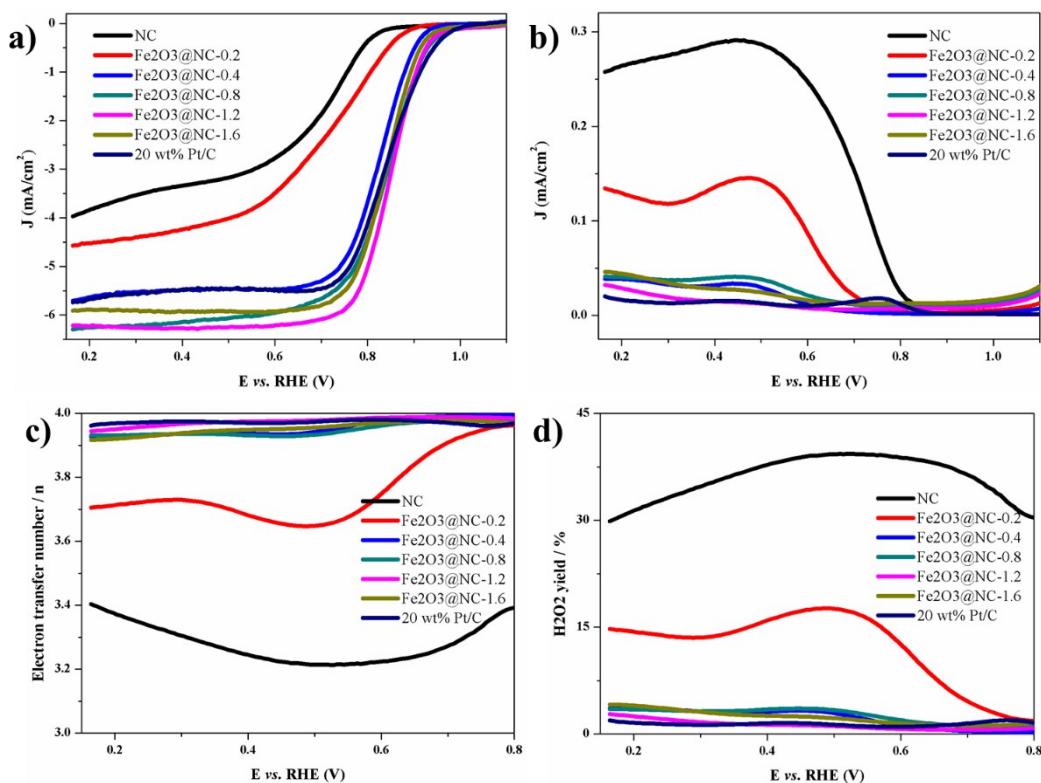 a)
NC
Fe2O3@NC-0.2
Fe2O3@NC-0.4
Fe2O3@NC-0.8
Fe2O3@NC-1.2
Fe2O3@NC-1.6
20 wt% Pt/C
0
-1
-2
-3
-4
-5
-6
J (mA/cm²)
0.2 0.4 0.6 0.8 1.0
E vs. RHE (V)
b)
NC
Fe2O3@NC-0.2
Fe2O3@NC-0.4
Fe2O3@NC-0.8
Fe2O3@NC-1.2
Fe2O3@NC-1.6
20 wt% Pt/C
0.3
0.2
0.1
0.0
J (mA/cm²)
0.2 0.4 0.6 0.8 1.0
E vs. RHE (V)
c)
NC
Fe2O3@NC-0.2
Fe2O3@NC-0.4
Fe2O3@NC-0.8
Fe2O3@NC-1.2
Fe2O3@NC-1.6
20 wt% Pt/C
4.0
3.8
3.6
3.4
3.2
3.0
Electron transfer number / n
0.2 0.4 0.6 0.8
E vs. RHE (V)
d)
NC
Fe2O3@NC-0.2
Fe2O3@NC-0.4
Fe2O3@NC-0.8
Fe2O3@NC-1.2
Fe2O3@NC-1.6
20 wt% Pt/C
45
30
15
0
H2O2 yield / %
0.2 0.4 0.6 0.8
E vs. RHE (V)